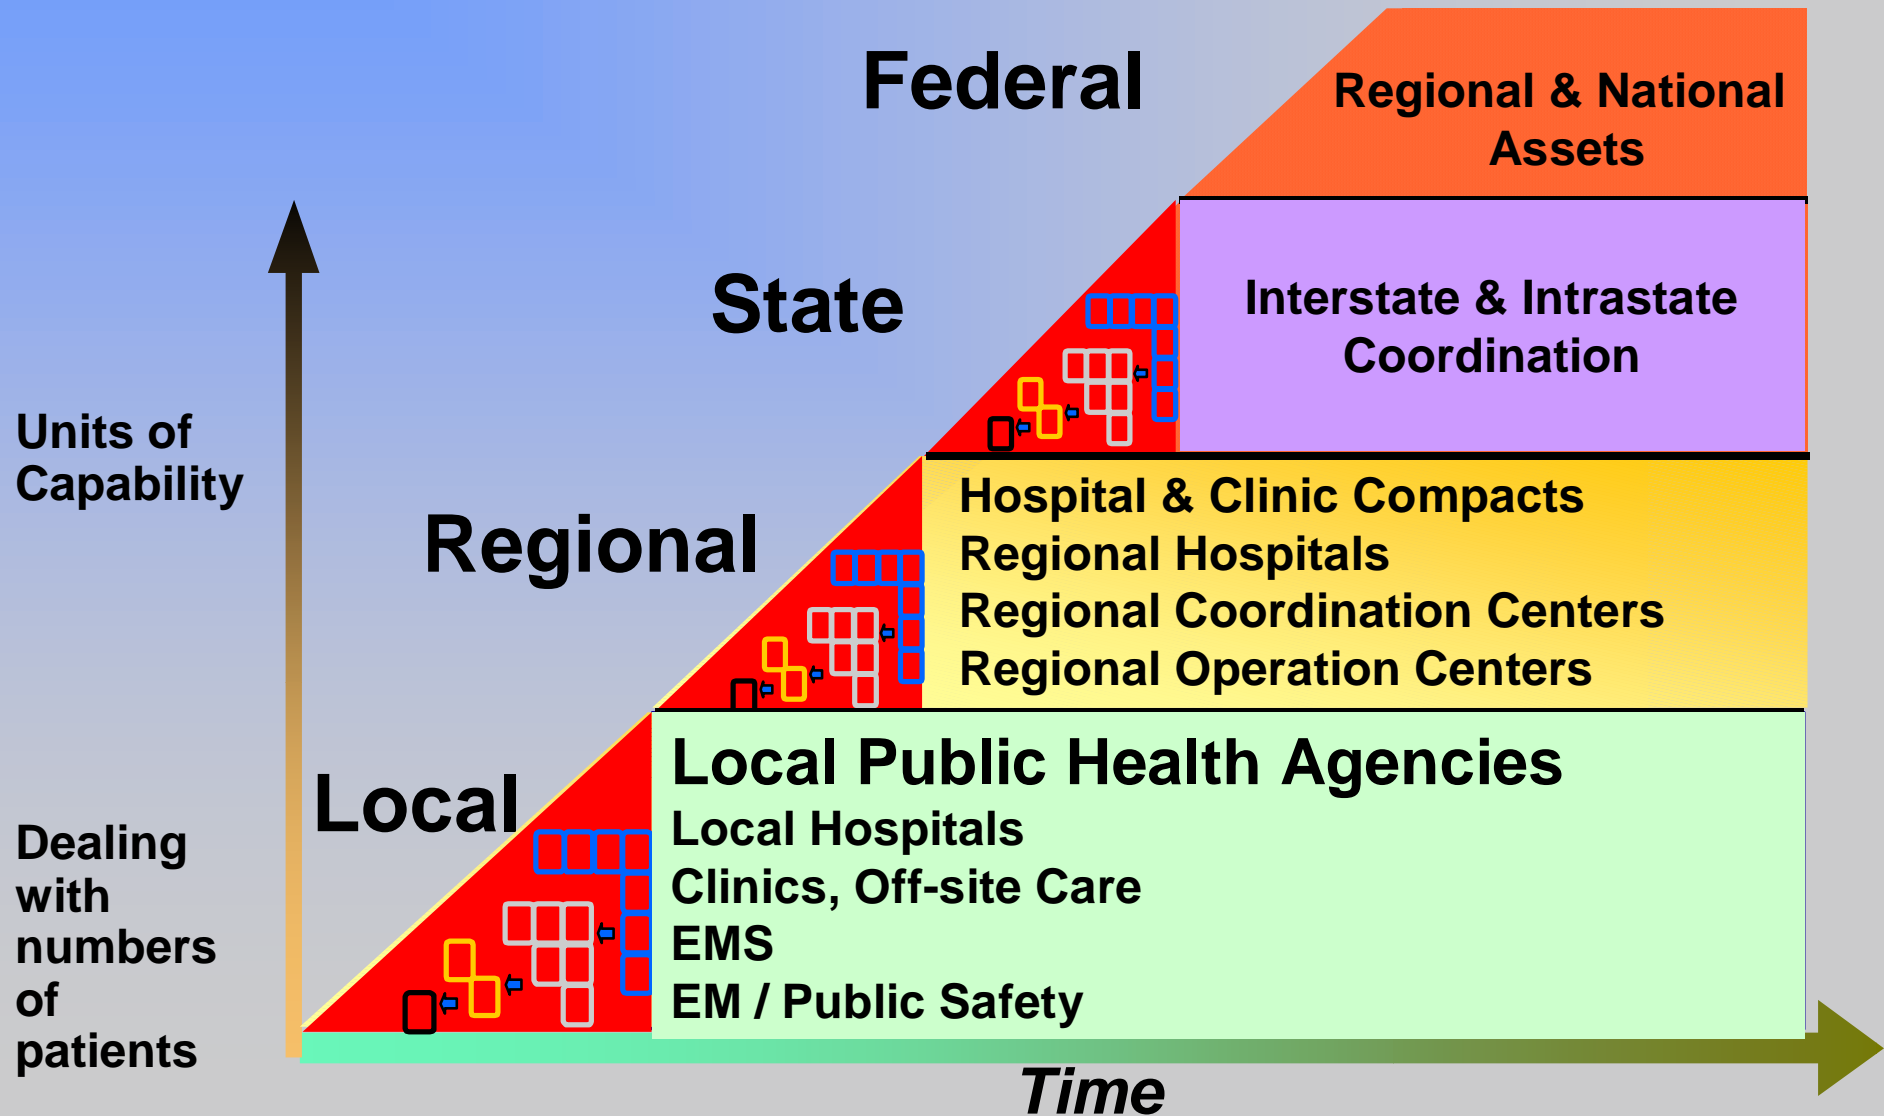 Federal
Regional & National
Assets
State
Interstate & Intrastate
Coordination
Units of
Capability
Regional
Hospital & Clinic Compacts
Regional Hospitals
Regional Coordination Centers
Regional Operation Centers
Local
Local Public Health Agencies
Local Hospitals
Clinics, Off-site Care
EMS
EM / Public Safety
Dealing
with
numbers
of
patients
Time